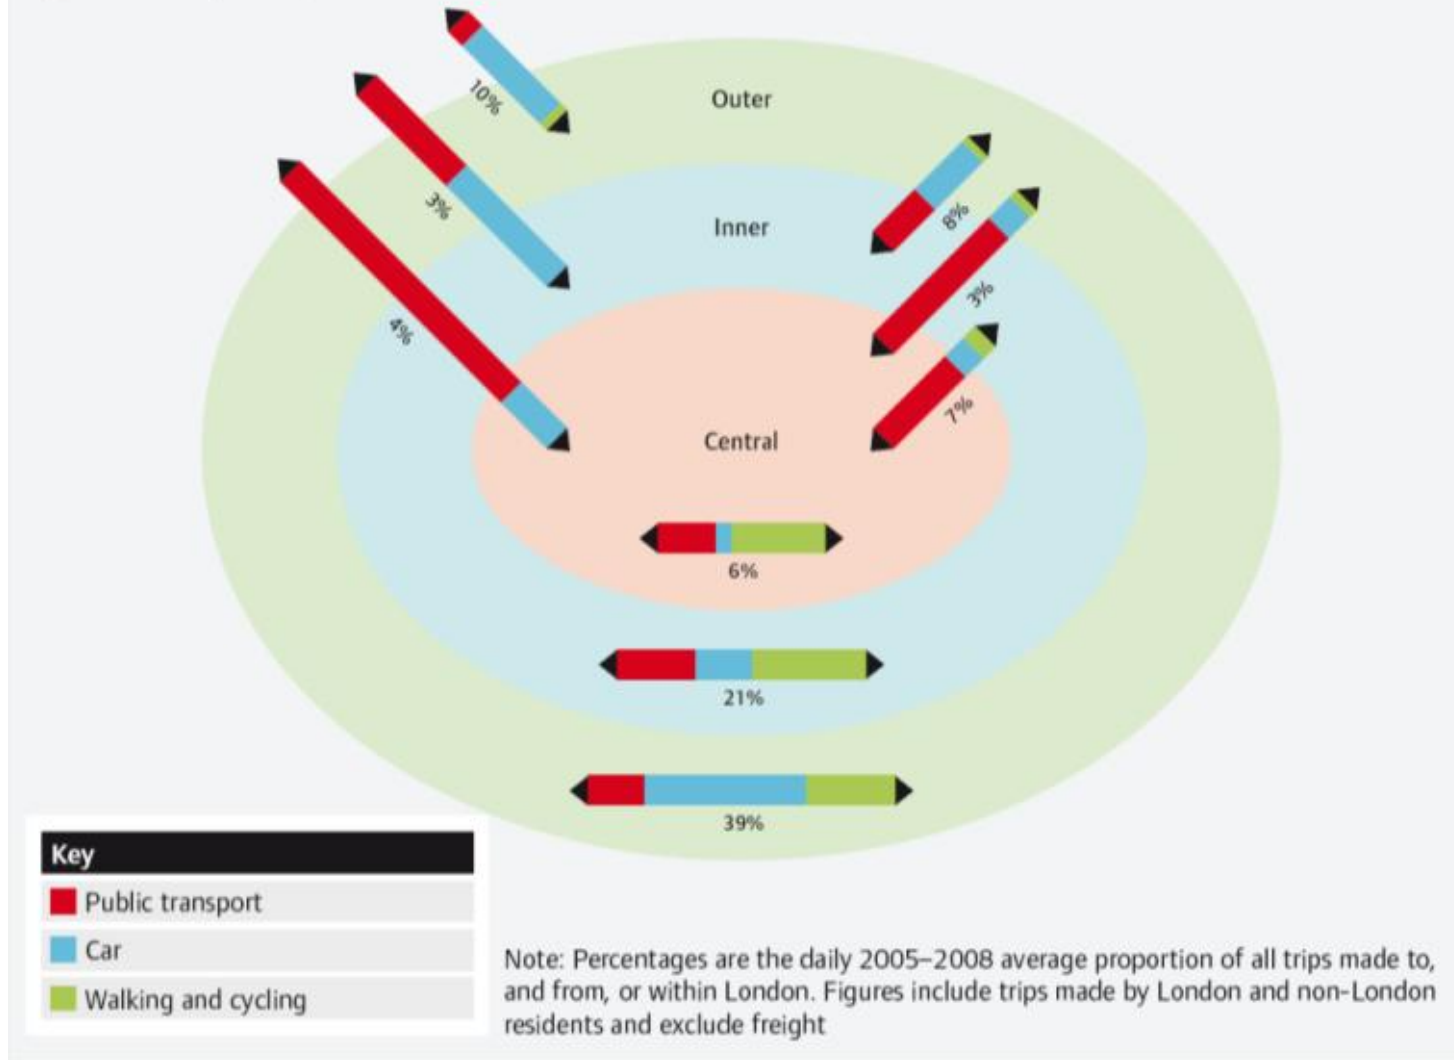 10%
Outer
3%
8%
Inner
3%
4%
7%
Central
6%
21%
39%
Key
Public transport
Car
Walking and cycling
Note: Percentages are the daily 2005–2008 average proportion of all trips made to,
and from, or within London. Figures include trips made by London and non-London
residents and exclude freight